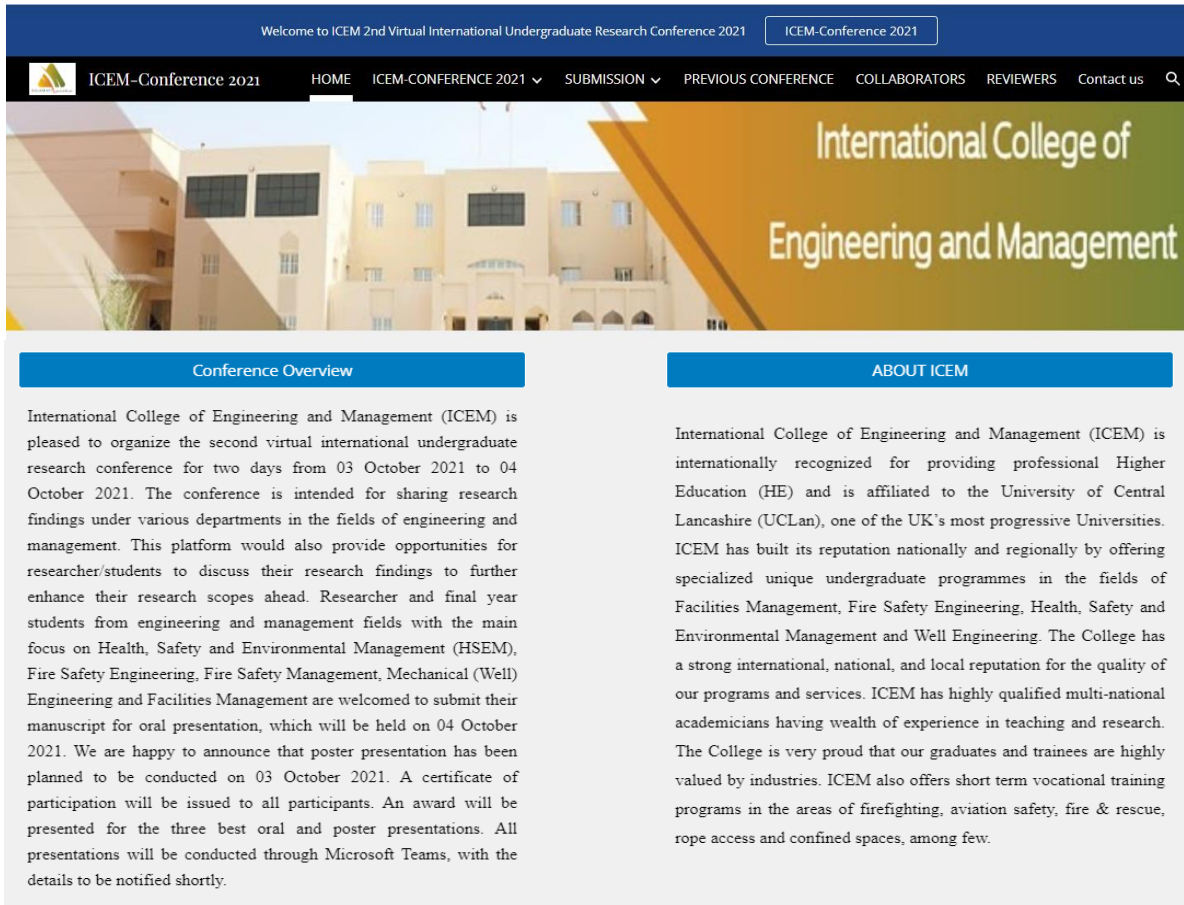 Welcome to ICEM 2nd Virtual International Undergraduate Research Conference 2021
ICEM-Conference 2021
ICEM-Conference 2021
HOME
ICEM-CONFERENCE 2021
SUBMISSION
PREVIOUS CONFERENCE
COLLABORATORS
REVIEWERS
Contact us
International College of
Engineering and Management
Conference Overview
International College of Engineering and Management (ICEM) is
pleased to organize the second virtual international undergraduate
research conference for two days from 03 October 2021 to 04
October 2021. The conference is intended for sharing research
findings under various departments in the fields of engineering and
management. This platform would also provide opportunities for
researcher/students to discuss their research findings to further
enhance their research scopes ahead. Researcher and final year
students from engineering and management fields with the main
focus on Health, Safety and Environmental Management (HSEM),
Fire Safety Engineering, Fire Safety Management, Mechanical (Well)
Engineering and Facilities Management are welcomed to submit their
manuscript for oral presentation, which will be held on 04 October
2021. We are happy to announce that poster presentation has been
planned to be conducted on 03 October 2021. A certificate of
participation will be issued to all participants. An award will be
presented for the three best oral and poster presentations. All
presentations will be conducted through Microsoft Teams, with the
details to be notified shortly.
ABOUT ICEM
International College of Engineering and Management (ICEM) is
internationally recognized for providing professional Higher
Education (HE) and is affiliated to the University of Central
Lancashire (UCLan), one of the UK's most progressive Universities.
ICEM has built its reputation nationally and regionally by offering
specialized unique undergraduate programmes in the fields of
Facilities Management, Fire Safety Engineering, Health, Safety and
Environmental Management and Well Engineering. The College has
a strong international, national, and local reputation for the quality of
our programs and services. ICEM has highly qualified multi-national
academicians having wealth of experience in teaching and research.
The College is very proud that our graduates and trainees are highly
valued by industries. ICEM also offers short term vocational training
programs in the areas of firefighting, aviation safety, fire & rescue,
rope access and confined spaces, among few.